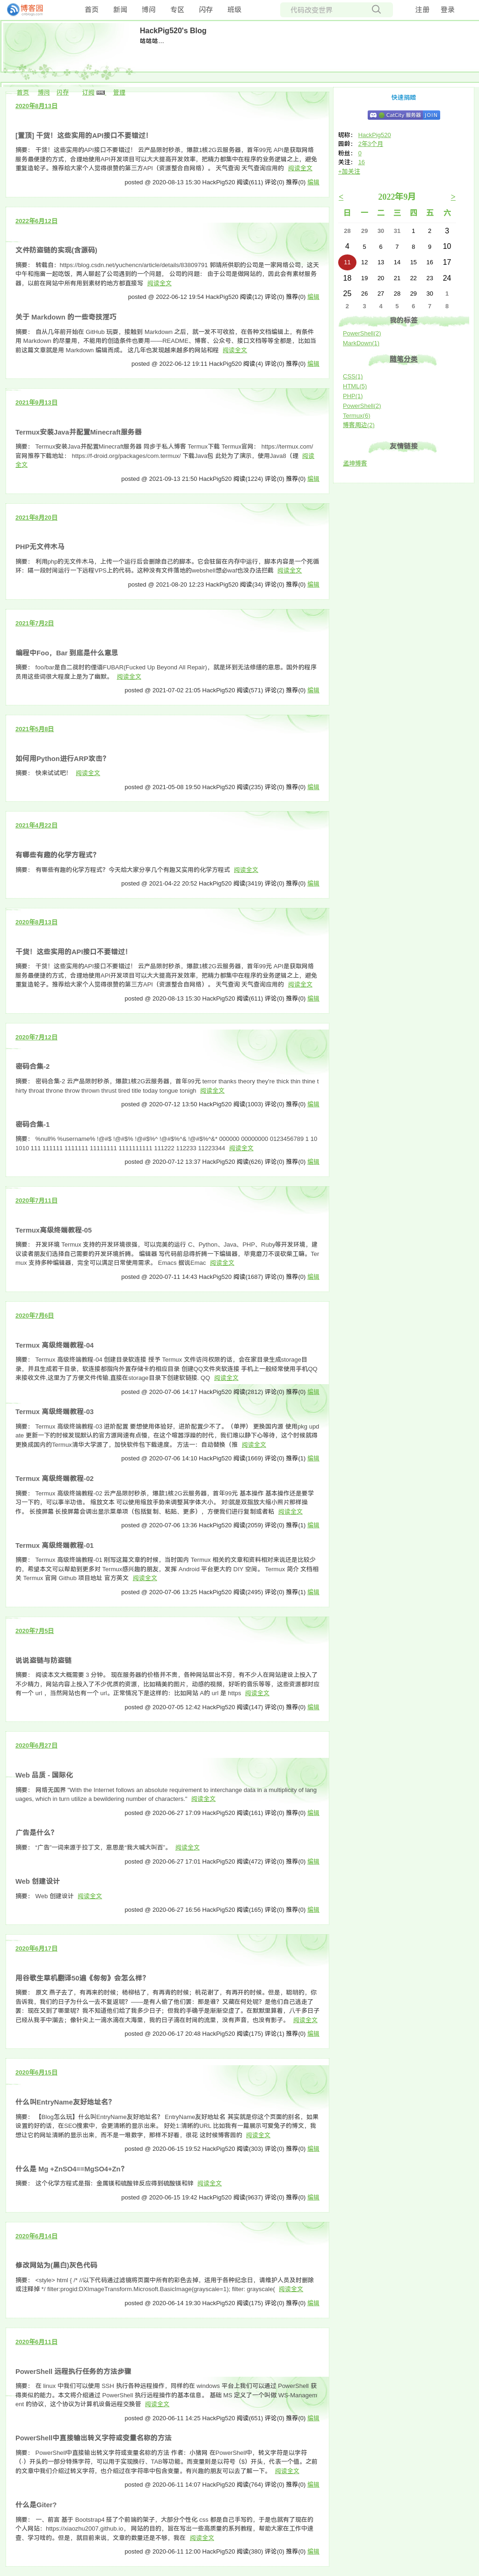 博客园
首页 新闻 博问 专区 闪存 班级
代码改变世界
注册 登录
HackPig520's Blog
咕咕咕....
首页 博问 闪存 订阅 管理
2020年8月13日
[置顶] 干货！这些实用的API接口不要错过！
摘要： 干货！这些实用的API接口不要错过! 云产品限时秒杀，爆款1核2G云服务器，首年99元 API是获取网络
服务最便捷的方式，合理地使用API开发项目可以大大提高开发效率，把精力都集中在程序的业务逻辑之上，避免
重复造轮子。推荐给大家个人觉得很赞的第三方API（资源整合自网络）。 天气查询 天气查询应用的 阅读全文
posted @ 2020-08-13 15:30 HackPig520 阅读(611) 评论(0) 推荐(0) 编辑
2022年6月12日
文件防盗链的实现(含源码)
摘要： 转载自：https://blog.csdn.net/yuchencn/article/details/83809791 郭靖所供职的公司是一家网络公司，这天
中午和拖雷一起吃饭，两人聊起了公司遇到的一个问题， 公司的问题： 由于公司是做网站的，因此会有素材服务
器，以前在网站中所有用到素材的地方都直接写 阅读全文
posted @ 2022-06-12 19:54 HackPig520 阅读(12) 评论(0) 推荐(0) 编辑
关于 Markdown 的一些奇技淫巧
摘要： 自从几年前开始在 GitHub 玩耍，接触到 Markdown 之后，就一发不可收拾，在各种文档编辑上，有条件
用 Markdown 的尽量用，不能用的创造条件也要用——README、博客、公众号、接口文档等等全都是，比如当
前这篇文章就是用 Markdown 编辑而成。 这几年也发现越来越多的网站和程 阅读全文
posted @ 2022-06-12 19:11 HackPig520 阅读(4) 评论(0) 推荐(0) 编辑
2021年9月13日
Termux安装Java并配置Minecraft服务器
摘要： Termux安装Java并配置Minecraft服务器 同步于私人博客 Termux下载 Termux官网： https://termux.com/
官网推荐下载地址： https://f-droid.org/packages/com.termux/ 下载Java包 此处为了演示，使用Java8（建 阅读
全文
posted @ 2021-09-13 21:50 HackPig520 阅读(1224) 评论(0) 推荐(0) 编辑
2021年8月20日
PHP无文件木马
摘要： 利用php的无文件木马，上传一个运行后会删除自己的脚本。它会驻留在内存中运行，脚本内容是一个死循
环：搞一段时间运行一下远程VPS上的代码。这种没有文件落地的webshell想必waf也没办法拦截 阅读全文
posted @ 2021-08-20 12:23 HackPig520 阅读(34) 评论(0) 推荐(0) 编辑
2021年7月2日
编程中Foo，Bar 到底是什么意思
摘要： foo/bar是自二战时的俚语FUBAR(Fucked Up Beyond All Repair)，就是坏到无法修缮的意思。国外的程序
员用这些词很大程度上是为了幽默。 阅读全文
posted @ 2021-07-02 21:05 HackPig520 阅读(571) 评论(2) 推荐(0) 编辑
2021年5月8日
如何用Python进行ARP攻击?
摘要： 快来试试吧！ 阅读全文
posted @ 2021-05-08 19:50 HackPig520 阅读(235) 评论(0) 推荐(0) 编辑
2021年4月22日
有哪些有趣的化学方程式？
摘要： 有哪些有趣的化学方程式？今天给大家分享几个有趣又实用的化学方程式 阅读全文
posted @ 2021-04-22 20:52 HackPig520 阅读(3419) 评论(0) 推荐(0) 编辑
2020年8月13日
干货！这些实用的API接口不要错过！
摘要： 干货！这些实用的API接口不要错过! 云产品限时秒杀，爆款1核2G云服务器，首年99元 API是获取网络
服务最便捷的方式，合理地使用API开发项目可以大大提高开发效率，把精力都集中在程序的业务逻辑之上，避免
重复造轮子。推荐给大家个人觉得很赞的第三方API（资源整合自网络）。 天气查询 天气查询应用的 阅读全文
posted @ 2020-08-13 15:30 HackPig520 阅读(611) 评论(0) 推荐(0) 编辑
2020年7月12日
密码合集-2
摘要： 密码合集-2 云产品限时秒杀，爆款1核2G云服务器，首年99元 terror thanks theory they're thick thin thine t
hirty throat throne throw thrown thrust tired title today tongue tonigh 阅读全文
posted @ 2020-07-12 13:50 HackPig520 阅读(1003) 评论(0) 推荐(0) 编辑
密码合集-1
摘要： %null% %username% !@#$ !@#$% !@#$%^ !@#$%^& !@#$%^&* 000000 00000000 0123456789 1 10
1010 111 111111 1111111 11111111 1111111111 111222 112233 11223344 阅读全文
posted @ 2020-07-12 13:37 HackPig520 阅读(626) 评论(0) 推荐(0) 编辑
2020年7月11日
Termux高级终端教程-05
摘要： 开发环境 Termux 支持的开发环境很强，可以完美的运行 C、Python、Java、PHP、Ruby等开发环境，建
议读者朋友们选择自己需要的开发环境折腾。 编辑器 写代码前总得折腾一下编辑器，毕竟磨刀不误砍柴工嘛。Ter
mux 支持多种编辑器，完全可以满足日常使用需求。 Emacs 据说Emac 阅读全文
posted @ 2020-07-11 14:43 HackPig520 阅读(1687) 评论(0) 推荐(0) 编辑
2020年7月6日
Termux 高级终端教程-04
摘要： Termux 高级终端教程-04 创建目录软连接 授予 Termux 文件访问权限的话，会在家目录生成storage目
录，并且生成若干目录，软连接都指向外置存储卡的相应目录 创建QQ文件夹软连接 手机上一般经常使用手机QQ
来接收文件,这里为了方便文件传输,直接在storage目录下创建软链接. QQ 阅读全文
posted @ 2020-07-06 14:17 HackPig520 阅读(2812) 评论(0) 推荐(0) 编辑
Termux 高级终端教程-03
摘要： Termux 高级终端教程-03 进阶配置 要想使用体验好，进阶配置少不了。（单押） 更换国内源 使用pkg upd
ate 更新一下的时候发现默认的官方源网速有点慢，在这个喧嚣浮躁的时代，我们难以静下心等待，这个时候就得
更换成国内的Termux清华大学源了，加快软件包下载速度。 方法一：自动替换（推 阅读全文
posted @ 2020-07-06 14:10 HackPig520 阅读(1669) 评论(0) 推荐(1) 编辑
Termux 高级终端教程-02
摘要： Termux 高级终端教程-02 云产品限时秒杀，爆款1核2G云服务器，首年99元 基本操作 基本操作还是要学
习一下的，可以事半功倍。 缩放文本 可以使用缩放手势来调整其字体大小。 对!就是双指放大缩小照片那样操
作。 长按屏幕 长按屏幕会调出显示菜单项（包括复制、粘贴、更多），方便我们进行复制或者粘 阅读全文
posted @ 2020-07-06 13:36 HackPig520 阅读(2059) 评论(0) 推荐(1) 编辑
Termux 高级终端教程-01
摘要： Termux 高级终端教程-01 刚写这篇文章的时候，当时国内 Termux 相关的文章和资料相对来说还是比较少
的，希望本文可以帮助到更多对 Termux感兴趣的朋友，发挥 Android 平台更大的 DIY 空间。 Termux 简介 文档相
关 Termux 官网 Github 项目地址 官方英文 阅读全文
posted @ 2020-07-06 13:25 HackPig520 阅读(2495) 评论(0) 推荐(1) 编辑
2020年7月5日
说说盗链与防盗链
摘要： 阅读本文大概需要 3 分钟。 现在服务器的价格并不贵，各种网站层出不穷，有不少人在网站建设上投入了
不少精力，网站内容上投入了不少优质的资源，比如精美的图片，动感的视频，好听的音乐等等，这些资源都对应
有一个 url ，当然网站也有一个 url。正常情况下是这样的：比如网站 A的 url 是 https 阅读全文
posted @ 2020-07-05 12:42 HackPig520 阅读(147) 评论(0) 推荐(0) 编辑
2020年6月27日
Web 品质 - 国际化
摘要： 网络无国界 "With the Internet follows an absolute requirement to interchange data in a multiplicity of lang
uages, which in turn utilize a bewildering number of characters." 阅读全文
posted @ 2020-06-27 17:09 HackPig520 阅读(161) 评论(0) 推荐(0) 编辑
广告是什么?
摘要： “广告”一词来源于拉丁文，意思是“我大喊大叫百”。 阅读全文
posted @ 2020-06-27 17:01 HackPig520 阅读(472) 评论(0) 推荐(0) 编辑
Web 创建设计
摘要： Web 创建设计 阅读全文
posted @ 2020-06-27 16:56 HackPig520 阅读(165) 评论(0) 推荐(0) 编辑
2020年6月17日
用谷歌生草机翻译50遍《匆匆》会怎么样?
摘要： 原文 燕子去了，有再来的时候；杨柳枯了，有再青的时候；桃花谢了，有再开的时候。但是，聪明的，你
告诉我，我们的日子为什么一去不复返呢？——是有人偷了他们罢：那是谁？又藏在何处呢？是他们自己逃走了
罢：现在又到了哪里呢？我不知道他们给了我多少日子；但我的手确乎是渐渐空虚了。在默默里算着，八千多日子
已经从我手中溜去；像针尖上一滴水滴在大海里，我的日子滴在时间的流里，没有声音，也没有影子。 阅读全文
posted @ 2020-06-17 20:48 HackPig520 阅读(175) 评论(1) 推荐(0) 编辑
2020年6月15日
什么叫EntryName友好地址名?
摘要： 【Blog怎么玩】什么叫EntryName友好地址名？ EntryName友好地址名 其实就是你这个页面的别名，如果
设置的好的话，在SEO搜索中，会更清晰的显示出来。 好处1:清晰的URL 比如我有一篇展示可爱兔子的博文，我
想让它的网址清晰的显示出来，而不是一堆数字，那样不好看。很花 这时候博客园的 阅读全文
posted @ 2020-06-15 19:52 HackPig520 阅读(303) 评论(0) 推荐(0) 编辑
什么是 Mg +ZnSO4==MgSO4+Zn?
摘要： 这个化学方程式是指：金属镁和硫酸锌反应得到硫酸镁和锌 阅读全文
posted @ 2020-06-15 19:42 HackPig520 阅读(9637) 评论(0) 推荐(0) 编辑
2020年6月14日
修改网站为(黑白)灰色代码
摘要： <style> html { /* //以下代码通过滤镜将页面中所有的彩色去掉，适用于各种纪念日，请维护人员及时删除
或注释掉 */ filter:progid:DXImageTransform.Microsoft.BasicImage(grayscale=1); filter: grayscale( 阅读全文
posted @ 2020-06-14 19:30 HackPig520 阅读(175) 评论(0) 推荐(0) 编辑
2020年6月11日
PowerShell 远程执行任务的方法步骤
摘要： 在 linux 中我们可以使用 SSH 执行各种远程操作，同样的在 windows 平台上我们可以通过 PowerShell 获
得类似的能力。本文将介绍通过 PowerShell 执行远程操作的基本信息。 基础 MS 定义了一个叫做 WS-Managem
ent 的协议，这个协议为计算机设备远程交换管 阅读全文
posted @ 2020-06-11 14:25 HackPig520 阅读(651) 评论(0) 推荐(0) 编辑
PowerShell中直接输出转义字符或变量名称的方法
摘要： PowerShell中直接输出转义字符或变量名称的方法 作者：小猪网 在PowerShell中，转义字符是以字符
（`）开头的一部分特殊字符，可以用于实现换行、TAB等功能。而变量则是以符号（$）开头，代表一个值。之前的
的文章中我们介绍过转义字符，也介绍过在字符串中包含变量。有兴趣的朋友可以去了解一下。 阅读全文
posted @ 2020-06-11 14:07 HackPig520 阅读(764) 评论(0) 推荐(0) 编辑
什么是Giter?
摘要： 一、前言 基于 Bootstrap4 搭了个前端的架子，大部分个性化 css 都是自己手写的，于是也就有了现在的
个人网站：https://xiaozhu2007.github.io， 网站的目的，旨在写出一些高质量的系列教程，帮助大家在工作中速
查、学习啥的。但是，就目前来说，文章的数量还是不够，我在 阅读全文
posted @ 2020-06-11 12:00 HackPig520 阅读(380) 评论(0) 推荐(0) 编辑
快速捐赠
CatCity 服务器 JOIN
昵称： HackPig520
园龄： 2年3个月
粉丝： 0
关注： 16
+加关注
< 2022年9月 >
日 一 二 三 四 五 六
28 29 30 31 1 2 3
4 5 6 7 8 9 10
11 12 13 14 15 16 17
18 19 20 21 22 23 24
25 26 27 28 29 30 1
2 3 4 5 6 7 8
我的标签
PowerShell(2)
MarkDown(1)
随笔分类
CSS(1)
HTML(5)
PHP(1)
PowerShell(2)
Termux(6)
博客周边(2)
友情链接
孟坤博客